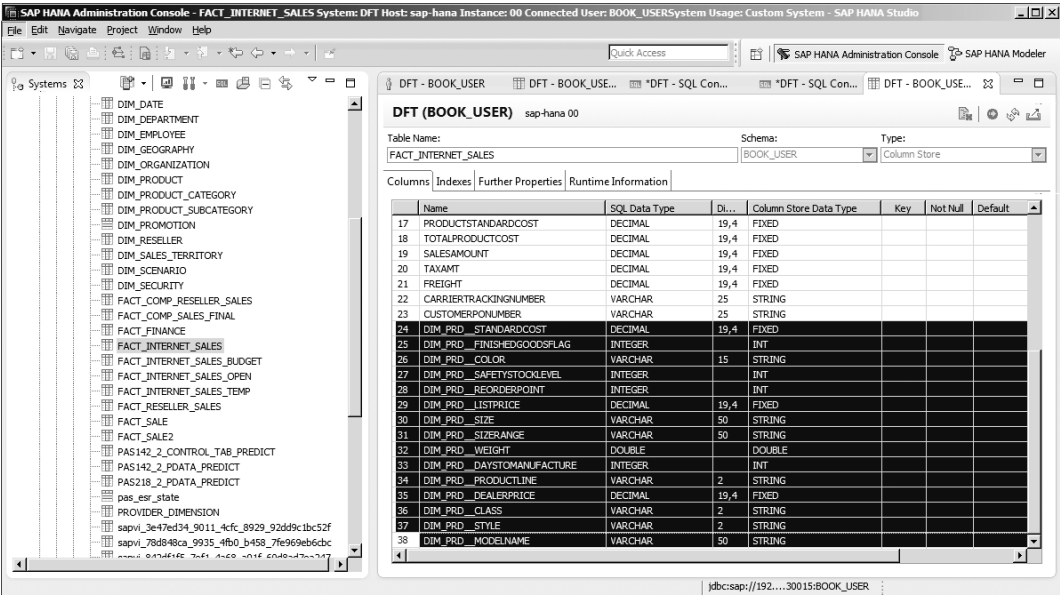 SAP HANA Administration Console - FACT_INTERNET_SALES System: DFT Host: sap-hana Instance: 00 Connected User: BOOK_USERSystem Usage: Custom System - SAP HANA Studio
File Edit Navigate Project Window Help
Quick Access SAP HANA Administration Console SAP HANA Modeler
Systems
DIM_DATE
DIM_DEPARTMENT
DIM_EMPLOYEE
DIM_GEOGRAPHY
DIM_ORGANIZATION
DIM_PRODUCT
DIM_PRODUCT_CATEGORY
DIM_PRODUCT_SUBCATEGORY
DIM_PROMOTION
DIM_RESELLER
DIM_SALES_TERRITORY
DIM_SCENARIO
DIM_SECURITY
FACT_COMP_RESELLER_SALES
FACT_COMP_SALES_FINAL
FACT_FINANCE
FACT_INTERNET_SALES
FACT_INTERNET_SALES_BUDGET
FACT_INTERNET_SALES_OPEN
FACT_INTERNET_SALES_TEMP
FACT_RESELLER_SALES
FACT_SALE
FACT_SALE2
PAS142_2_CONTROL_TAB_PREDICT
PAS142_2_PDATA_PREDICT
PAS218_2_PDATA_PREDICT
pas_esr_state
PROVIDER_DIMENSION
sapvi_3e47ed34_9011_4cfc_8929_92dd9c1bc52f
sapvi_78d848ca_9935_4fb0_b458_7fe969eb6cbc
DFT - BOOK_USER DFT - BOOK_USE... *DFT - SQL Con... *DFT - SQL Con... DFT - BOOK_USE...
DFT (BOOK_USER) sap-hana 00
Table Name: Schema: Type:
FACT_INTERNET_SALES BOOK_USER Column Store
Columns Indexes Further Properties Runtime Information
Name SQL Data Type Di... Column Store Data Type Key Not Null Default
17 PRODUCTSTANDARDCOST DECIMAL 19,4 FIXED
18 TOTALPRODUCTCOST DECIMAL 19,4 FIXED
19 SALESAMOUNT DECIMAL 19,4 FIXED
20 TAXAMT DECIMAL 19,4 FIXED
21 FREIGHT DECIMAL 19,4 FIXED
22 CARRIERTRACKINGNUMBER VARCHAR 25 STRING
23 CUSTOMERPONUMBER VARCHAR 25 STRING
24 DIM_PRD__STANDARDCOST DECIMAL 19,4 FIXED
25 DIM_PRD__FINISHEDGOODSFLAG INTEGER INT
26 DIM_PRD__COLOR VARCHAR 15 STRING
27 DIM_PRD__SAFETYSTOCKLEVEL INTEGER INT
28 DIM_PRD__REORDERPOINT INTEGER INT
29 DIM_PRD__LISTPRICE DECIMAL 19,4 FIXED
30 DIM_PRD__SIZE VARCHAR 50 STRING
31 DIM_PRD__SIZERANGE VARCHAR 50 STRING
32 DIM_PRD__WEIGHT DOUBLE DOUBLE
33 DIM_PRD__DAYSTOMANUFACTURE INTEGER INT
34 DIM_PRD__PRODUCTLINE VARCHAR 2 STRING
35 DIM_PRD__DEALERPRICE DECIMAL 19,4 FIXED
36 DIM_PRD__CLASS VARCHAR 2 STRING
37 DIM_PRD__STYLE VARCHAR 2 STRING
38 DIM_PRD__MODELNAME VARCHAR 50 STRING
jdbc:sap://192....30015:BOOK_USER